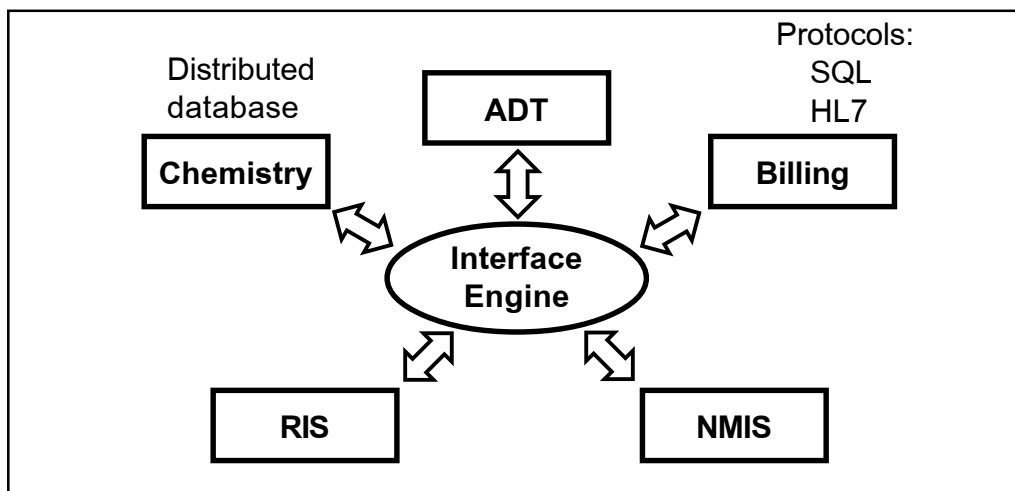 Distributed
database
Protocols:
SQL
HL7
ADT
Chemistry
Billing
Interface
Engine
RIS
NMIS